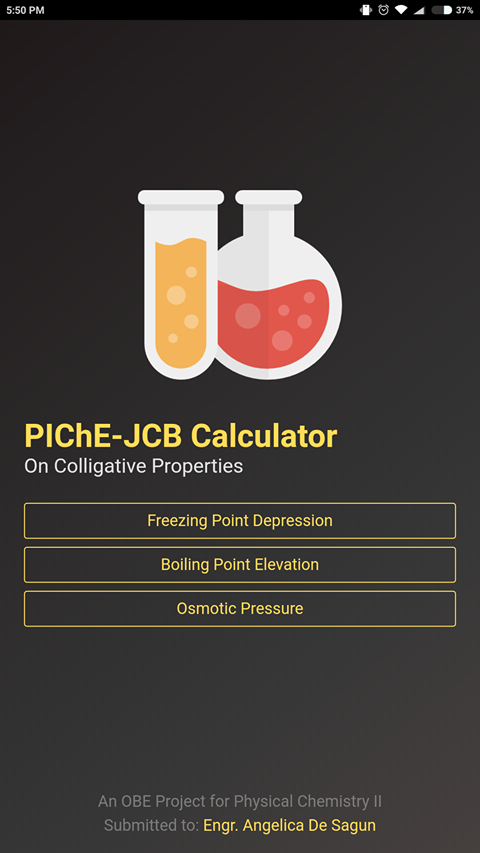 5:50 PM
37%
PIChE-JCB Calculator
On Colligative Properties
Freezing Point Depression
Boiling Point Elevation
Osmotic Pressure
An OBE Project for Physical Chemistry II
Submitted to: Engr. Angelica De Sagun